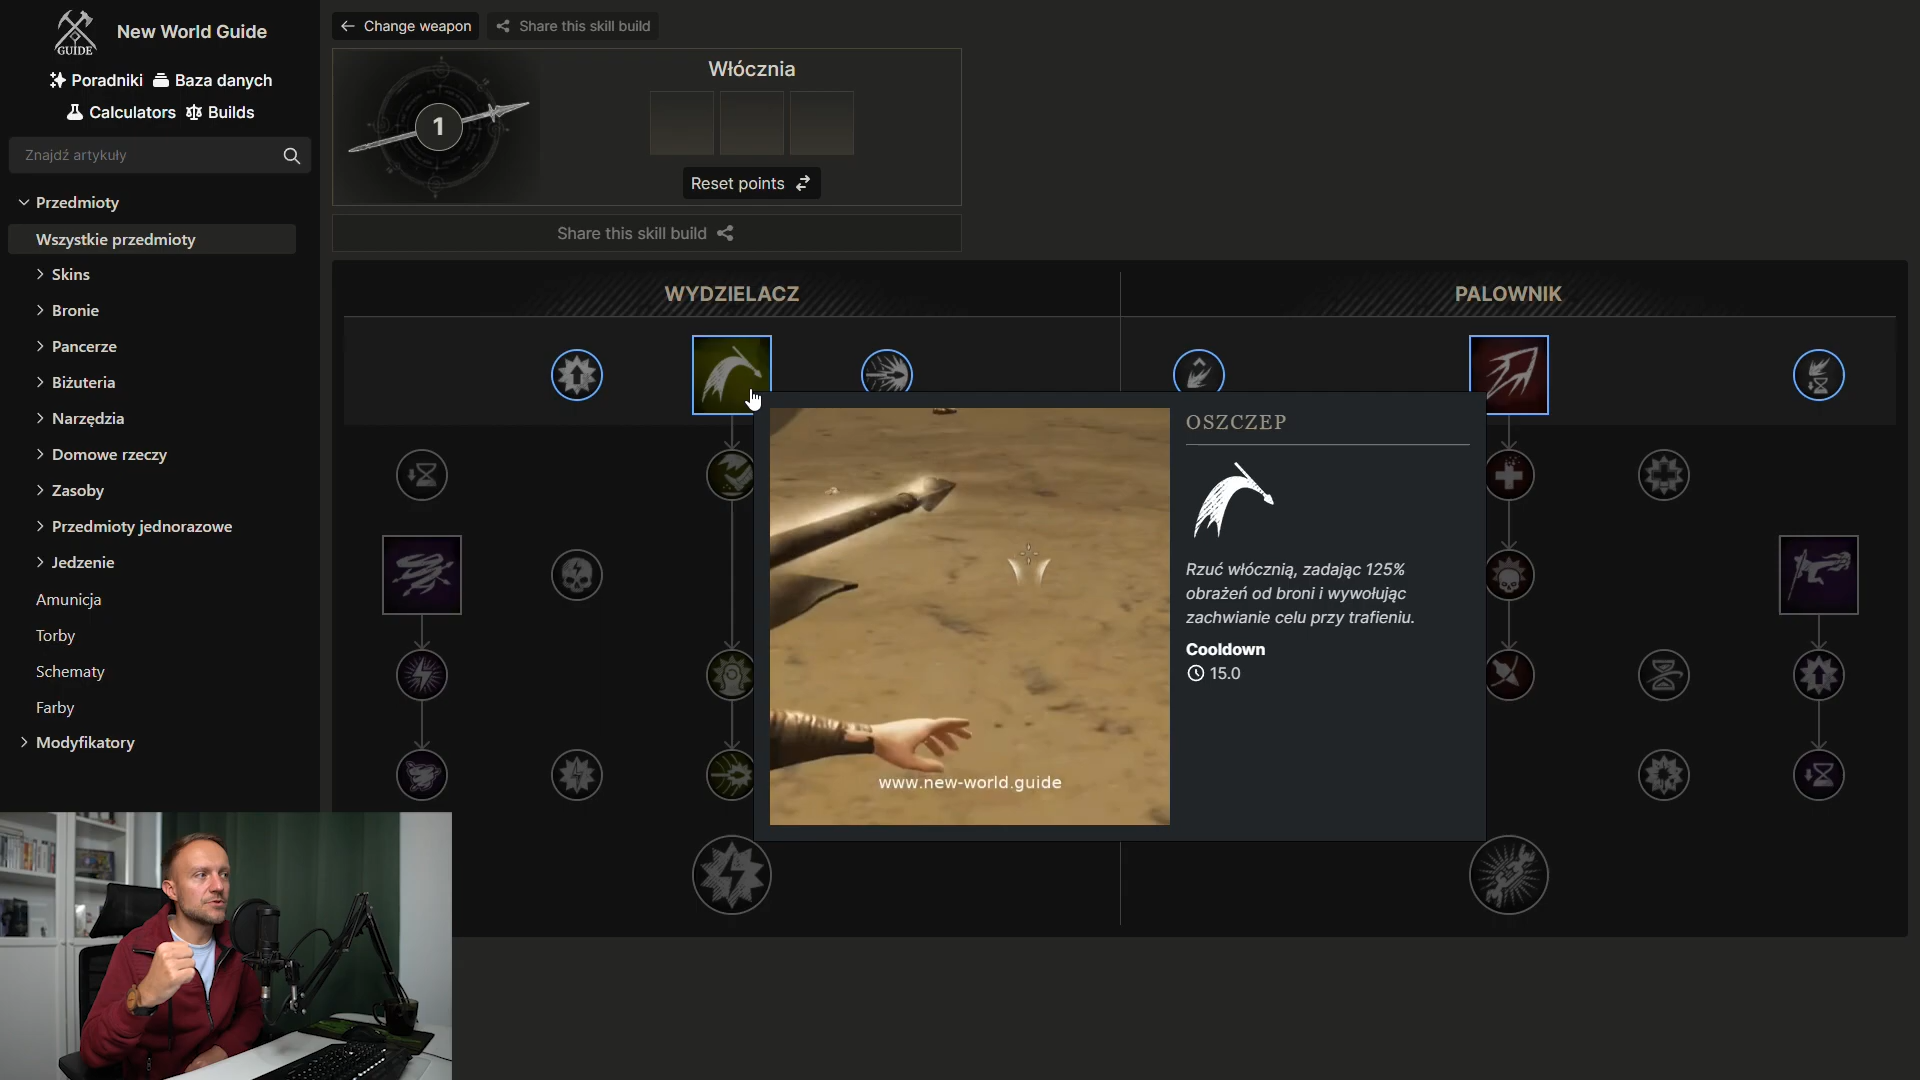 GUIDE
New World Guide
Poradniki Baza danych
Calculators Builds
Znajdź artykuły
Przedmioty
Wszystkie przedmioty
Skins
Bronie
Pancerze
Biżuteria
Narzędzia
Domowe rzeczy
Zasoby
Przedmioty jednorazowe
Jedzenie
Amunicja
Torby
Schematy
Farby
Modyfikatory
Change weapon
Share this skill build
Włócznia
1
Reset points
Share this skill build
WYDZIELACZ
PALOWNIK
OSZCZEP
Rzuć włócznią, zadając 125%
obrażeń od broni i wywołując
zachwianie celu przy trafieniu.
Cooldown
15.0
www.new-world.guide